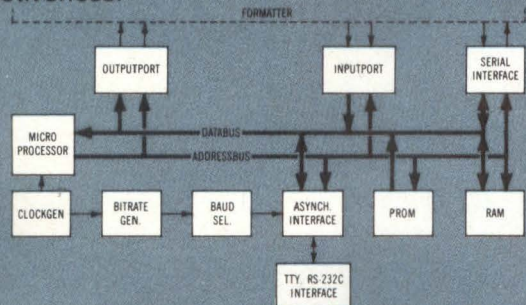 FORMATTER
OUTPUTPORT
INPUTPORT
SERIAL
INTERFACE
MICRO
PROCESSOR
DATABUS
ADDRESSBUS
CLOCKGEN
BITRATE
GEN.
BAUD
SEL.
ASYNCH.
INTERFACE
PROM
RAM
TTY. RS-232C
INTERFACE